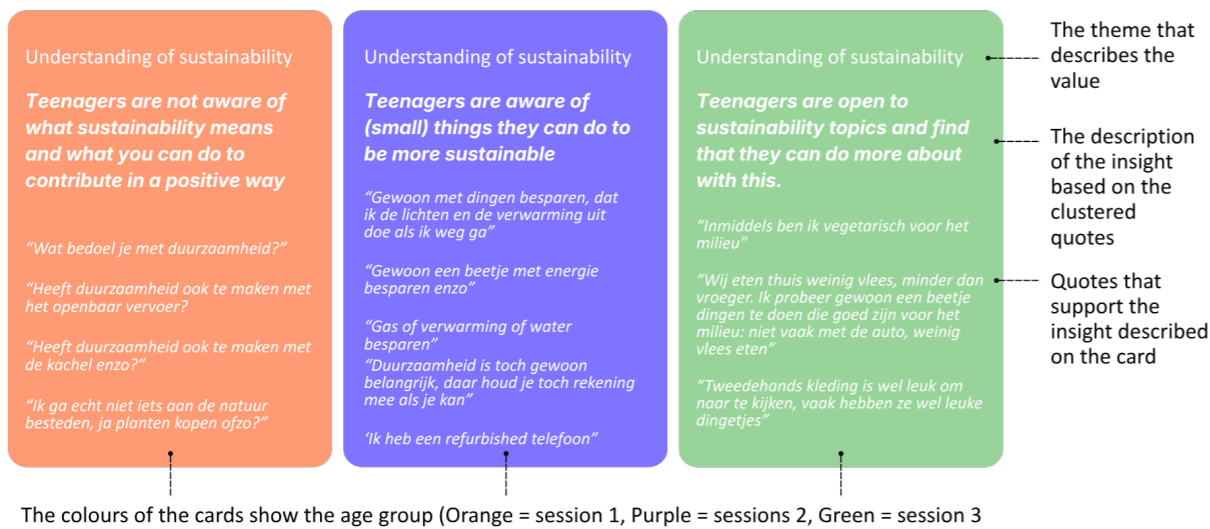 Understanding of sustainability
Teenagers are not aware of
what sustainability means
and what you can do to
contribute in a positive way
“Wat bedoel je met duurzaamheid?”
“Heeft duurzaamheid ook te maken met
het openbaar vervoer?
“Heeft duurzaamheid ook te maken met
de kachel enzo?”
“Ik ga echt niet iets aan de natuur
besteden, ja planten kopen ofzo?”
Understanding of sustainability
Teenagers are aware of
(small) things they can do to
be more sustainable
“Gewoon met dingen besparen, dat
ik de lichten en de verwarming uit
doe als ik weg ga”
“Gewoon een beetje met energie
besparen enzo”
“Gas of verwarming of water
besparen”
“Duurzaamheid is toch gewoon
belangrijk, daar houd je toch rekening
mee als je kan”
‘Ik heb een refurbished telefoon”
Understanding of sustainability
Teenagers are open to
sustainability topics and find
that they can do more about
with this.
“Inmiddels ben ik vegetarisch voor het
milieu”
“Wij eten thuis weinig vlees, minder dan
vroeger. Ik probeer gewoon een beetje
dingen te doen die goed zijn voor het
milieu: niet vaak met de auto, weinig
vlees eten”
“Tweedehands kleding is wel leuk om
naar te kijken, vaak hebben ze wel leuke
dingetjes”
The theme that
describes the
value
The description
of the insight
based on the
clustered
quotes
Quotes that
support the
insight described
on the card
The colours of the cards show the age group (Orange = session 1, Purple = sessions 2, Green = session 3